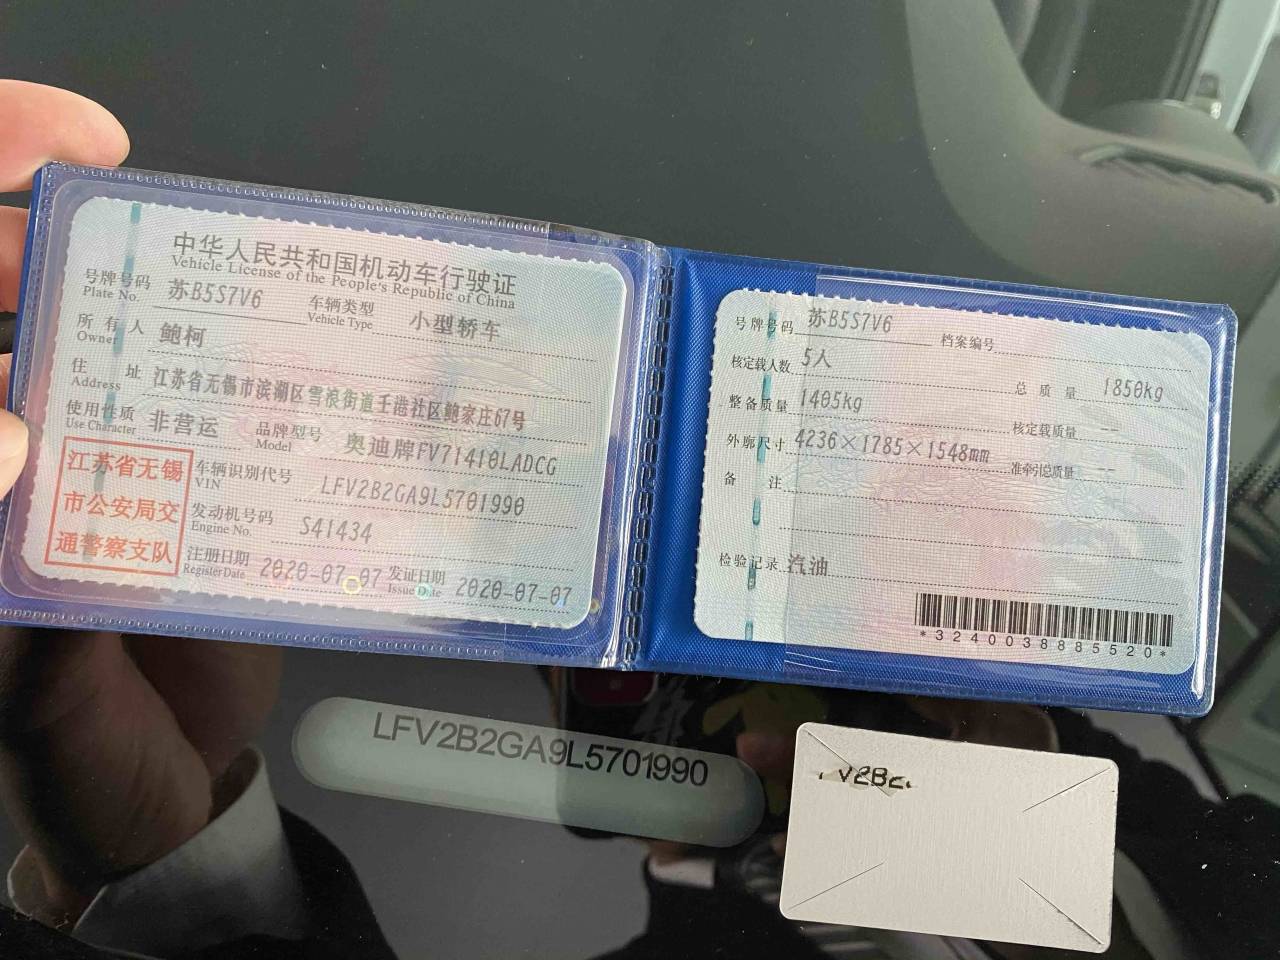 中华人民共和国机动车行驶证
Vehicle License of the People's Republic of China
号牌号码 苏B5S7V6 车辆类型 小型轿车
Plate No. Vehicle Type
所有人 鲍柯
Owner
住址 江苏省无锡市滨湖区雪浪街道壬港社区鲍家庄67号
Address
使用性质 非营运 品牌型号 奥迪牌FV71410LADCG
Use Character Model
江苏省无锡
市公安局交
通警察支队
车辆识别代号 LFV2B2GA9L5701990
VIN
发动机号码 S41434
Engine No.
注册日期 2020-07-07 发证日期 2020-07-07
Register Date Issue Date
号牌号码 苏B5S7V6 档案编号
核定载人数 5人 总质量 1850kg
整备质量 1405kg 核定载质量 --
外廓尺寸 4236×1785×1548mm 准牵引总质量 --
备注
检验记录 汽油
*3240038885520*
LFV2B2GA9L5701990